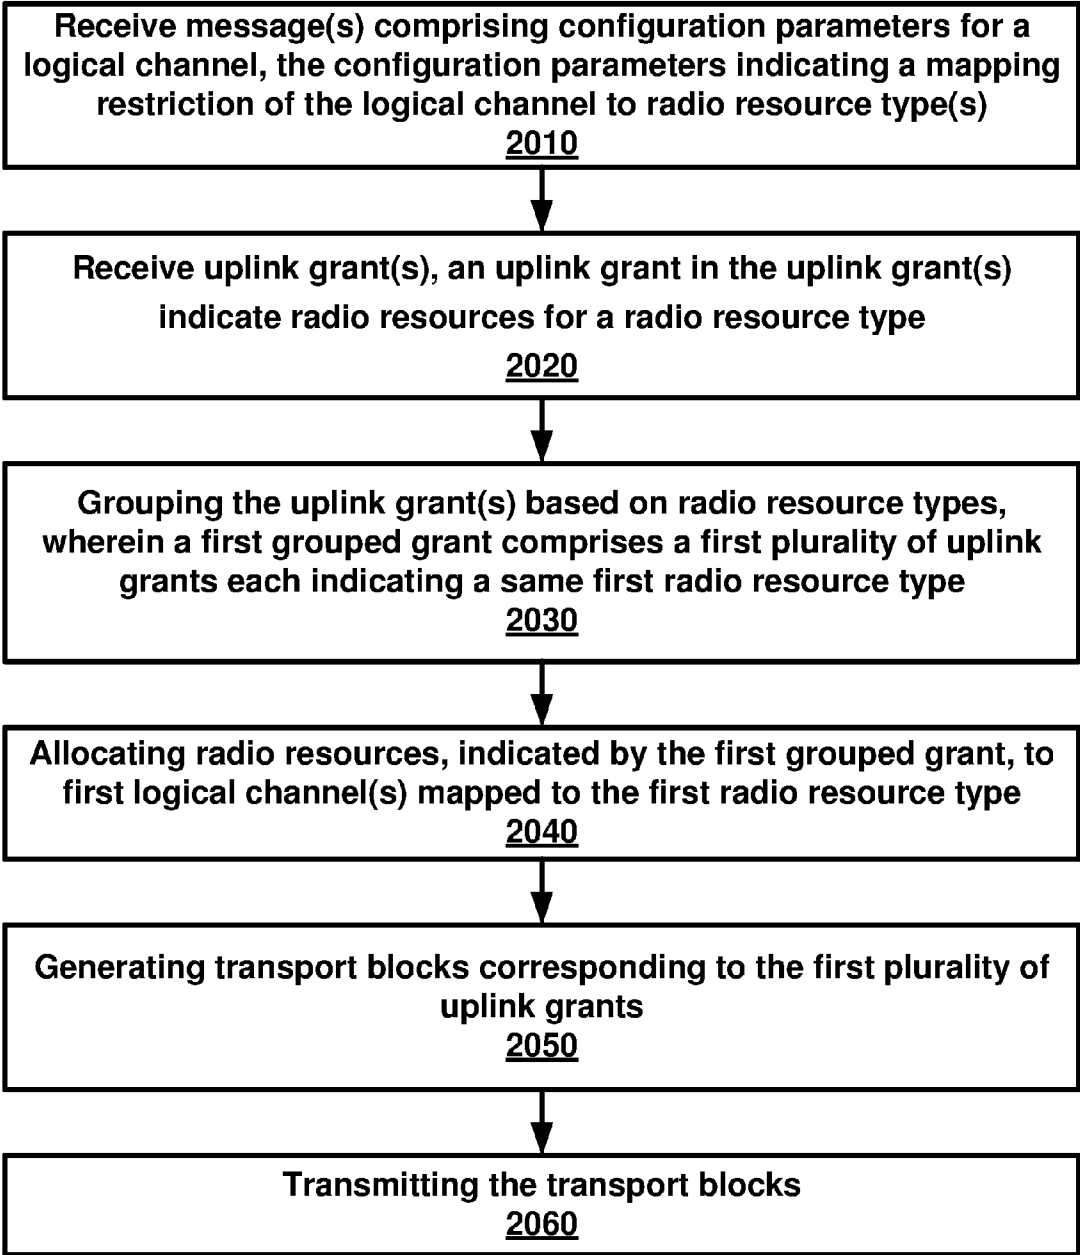 Receive message(s) comprising configuration parameters for a
logical channel, the configuration parameters indicating a mapping
restriction of the logical channel to radio resource type(s)
2010
Receive uplink grant(s), an uplink grant in the uplink grant(s)
indicate radio resources for a radio resource type
2020
Grouping the uplink grant(s) based on radio resource types,
wherein a first grouped grant comprises a first plurality of uplink
grants each indicating a same first radio resource type
2030
Allocating radio resources, indicated by the first grouped grant, to
first logical channel(s) mapped to the first radio resource type
2040
Generating transport blocks corresponding to the first plurality of
uplink grants
2050
Transmitting the transport blocks
2060